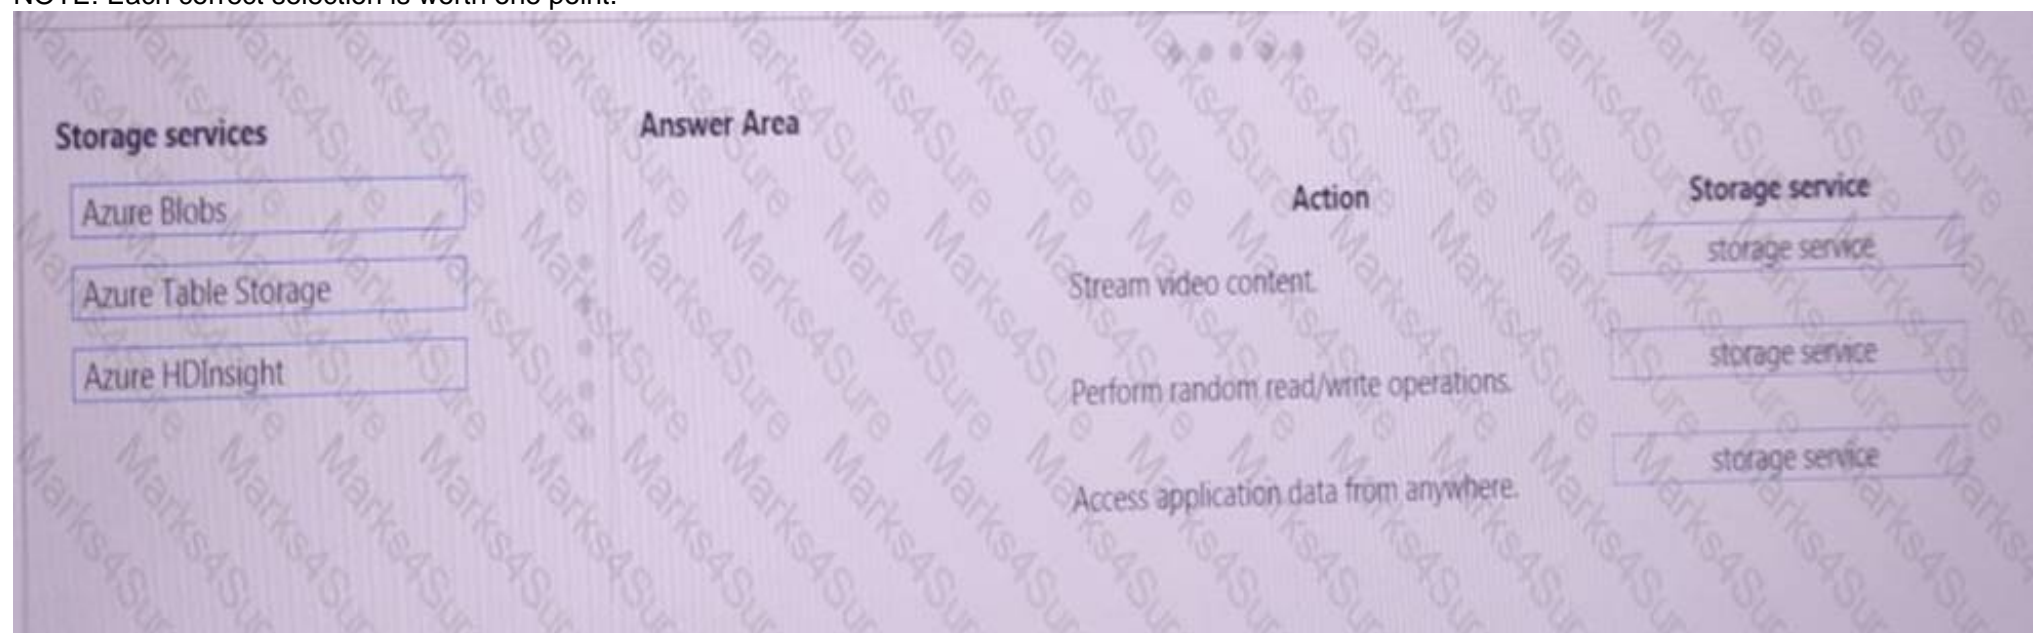 NOTE: Each correct selection is worth one point.
Storage services
Azure Blobs
Azure Table Storage
Azure HDInsight
Answer Area
Action
Storage service
Stream video content.
storage service
Perform random read/write operations.
storage service
Access application data from anywhere.
storage service
Marks4Sure